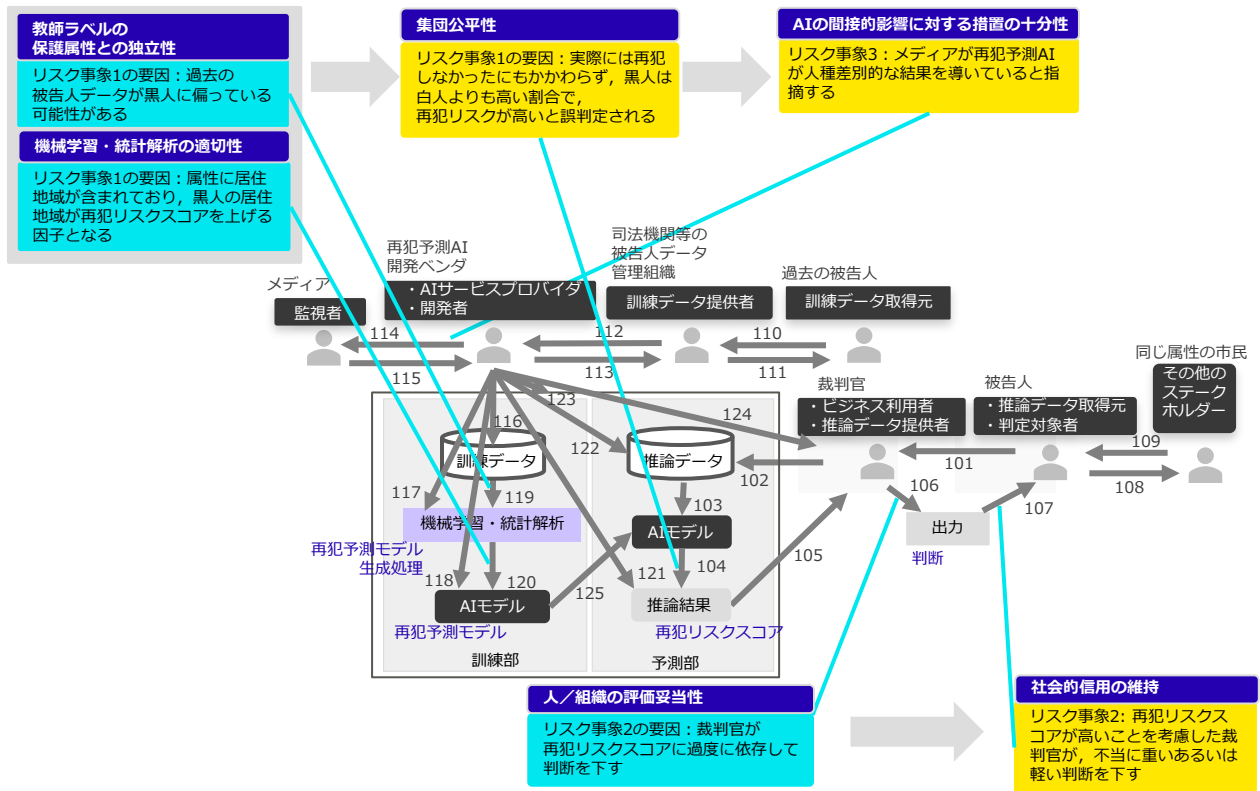 教師ラベルの
保護属性との独立性
リスク事象1の要因：過去の
被告人データが黒人に偏っている
可能性がある
機械学習・統計解析の適切性
リスク事象1の要因：属性に居住
地域が含まれており，黒人の居住
地域が再犯リスクスコアを上げる
因子となる
集団公平性
リスク事象1の要因：実際には再犯
しなかったにもかかわらず，黒人は
白人よりも高い割合で，
再犯リスクが高いと誤判定される
AIの間接的影響に対する措置の十分性
リスク事象3：メディアが再犯予測AI
が人種差別的な結果を導いていると指
摘する
メディア
監視者
再犯予測AI
開発ベンダ
・AIサービスプロバイダ
・開発者
司法機関等の
被告人データ
管理組織
訓練データ提供者
過去の被告人
訓練データ取得元
114
115
112
113
110
111
同じ属性の市民
その他の
ステーク
ホルダー
裁判官
・ビジネス利用者
・推論データ提供者
被告人
・推論データ取得元
・判定対象者
123
124
116
122
訓練データ
推論データ
102
101
109
108
117
119
103
106
107
機械学習・統計解析
AIモデル
出力
判断
再犯予測モデル
生成処理
118
120
125
121
104
105
AIモデル
推論結果
再犯予測モデル
再犯リスクスコア
訓練部
予測部
人／組織の評価妥当性
リスク事象2の要因：裁判官が
再犯リスクスコアに過度に依存して
判断を下す
社会的信用の維持
リスク事象2: 再犯リスクス
コアが高いことを考慮した裁
判官が，不当に重いあるいは
軽い判断を下す